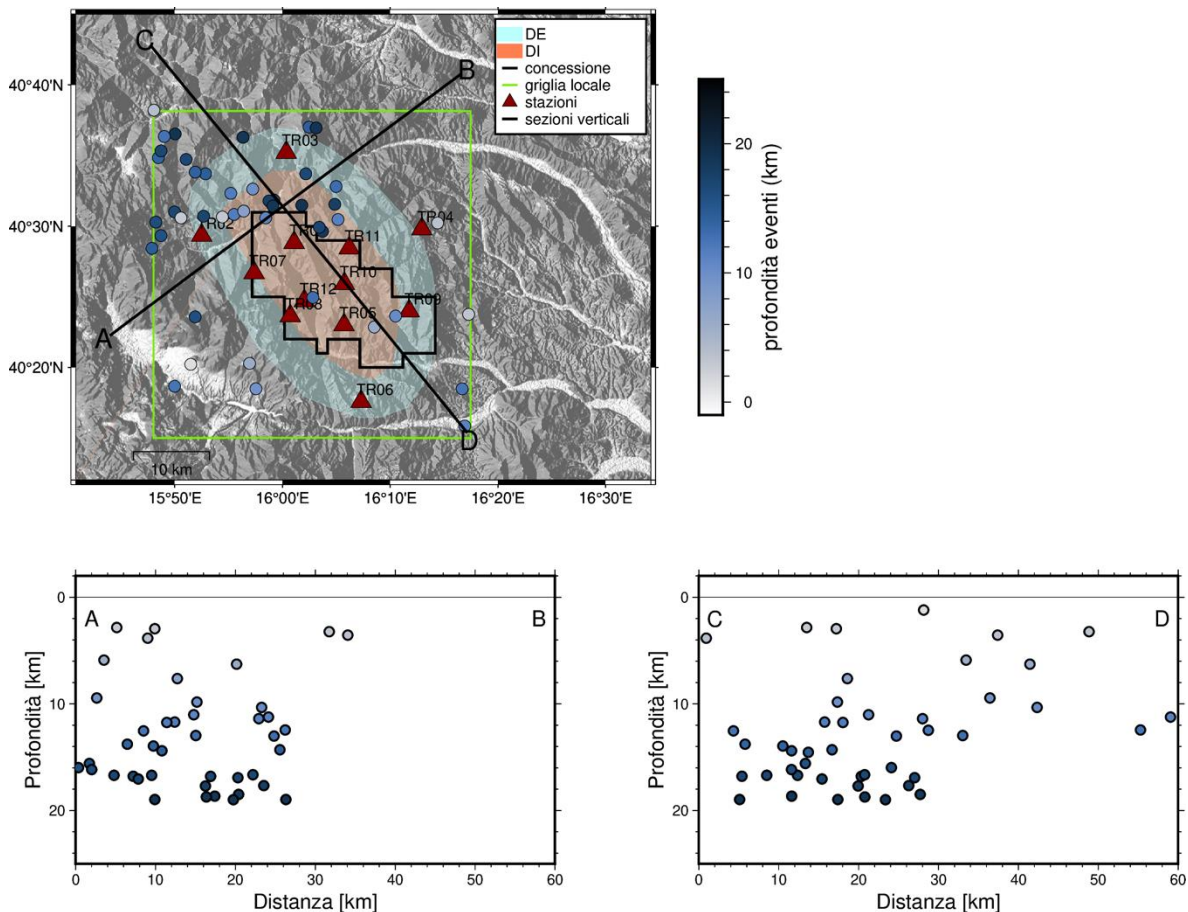 C
B
A
D
DE
DI
concessione
griglia locale
stazioni
sezioni verticali
40°40'N
40°30'N
40°20'N
TR03
TR04
TR11
TR07
TR10
TR12
TR09
TR05
TR06
10 km
15°50'E
16°00'E
16°10'E
16°20'E
16°30'E
20
10
0
profondità eventi (km)
A
B
0
10
20
Profondità [km]
0
10
20
30
40
50
60
Distanza [km]
C
D
0
10
20
Profondità [km]
0
10
20
30
40
50
60
Distanza [km]